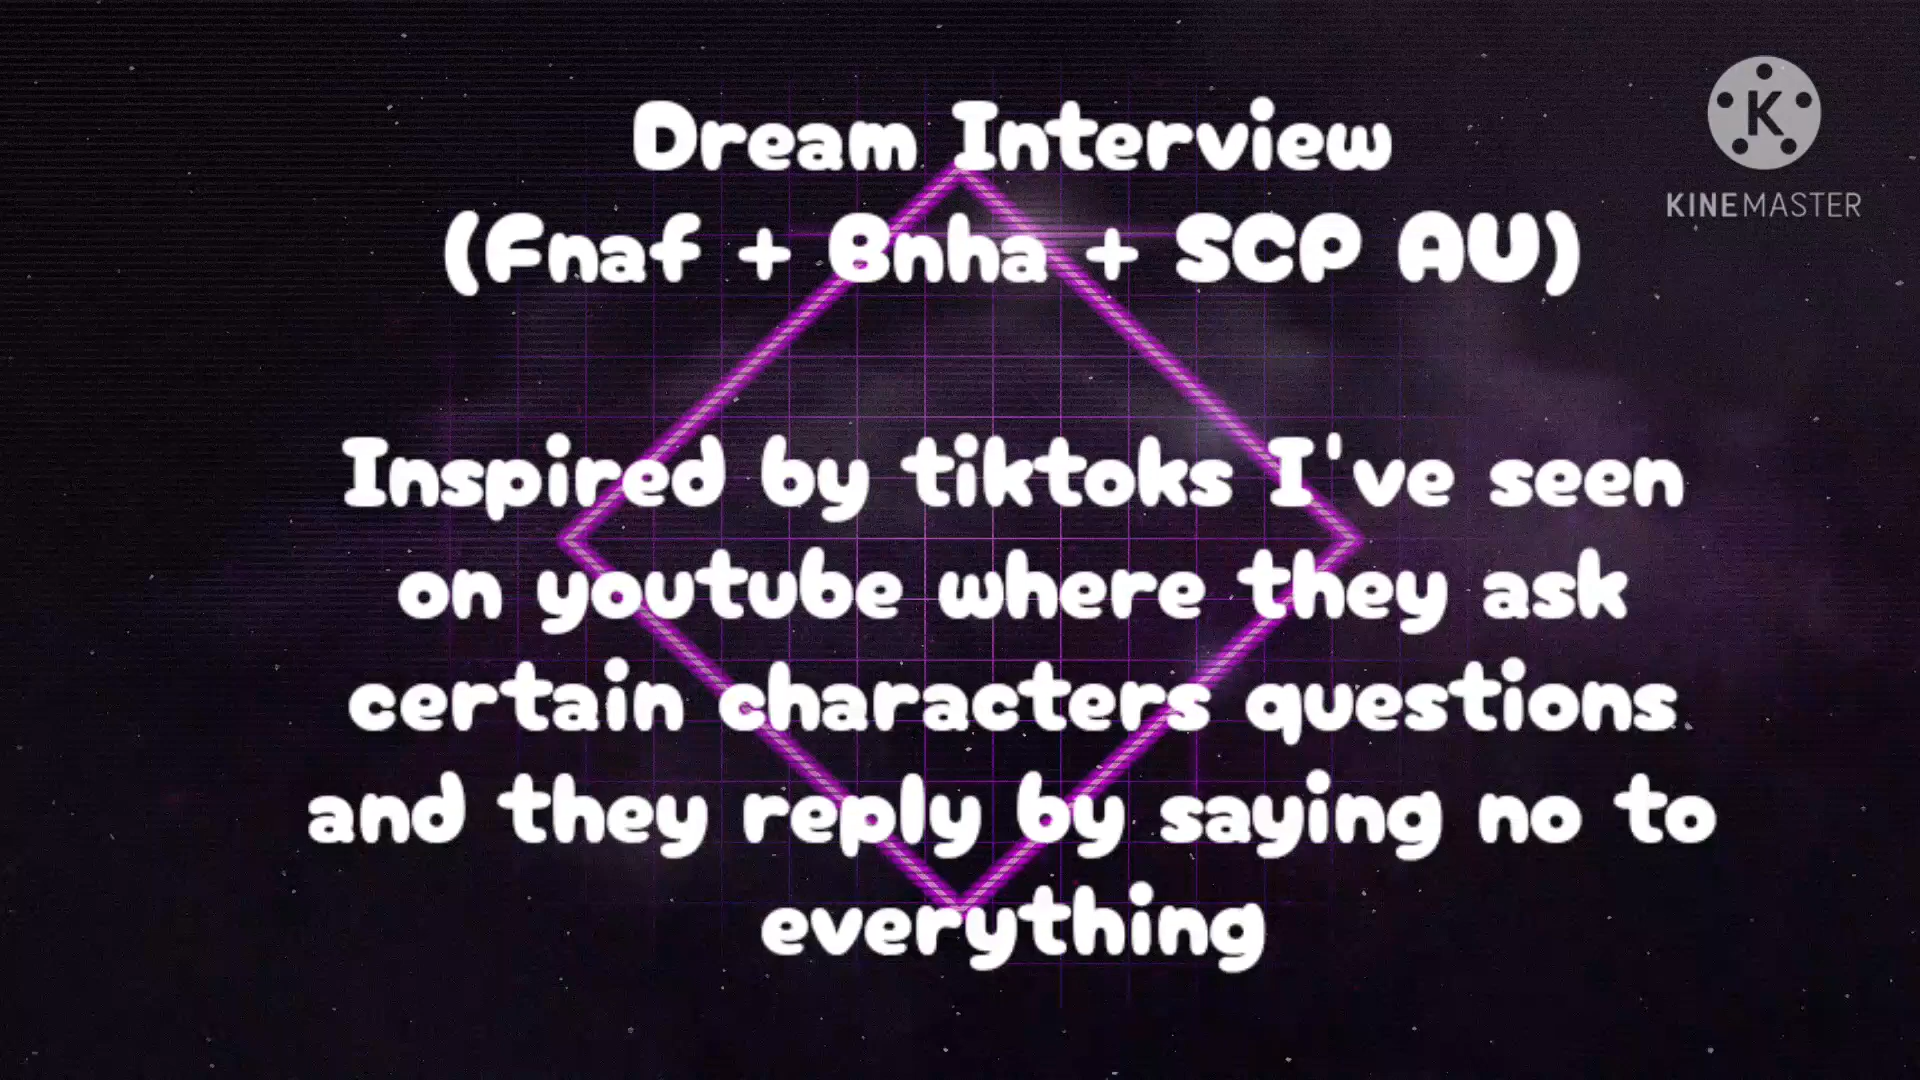 Dream Interview
(Fnaf + Bnha + SCP AU)
Inspired by tiktoks I've seen
on youtube where they ask
certain characters questions
and they reply by saying no to
everything
K
KINEMASTER